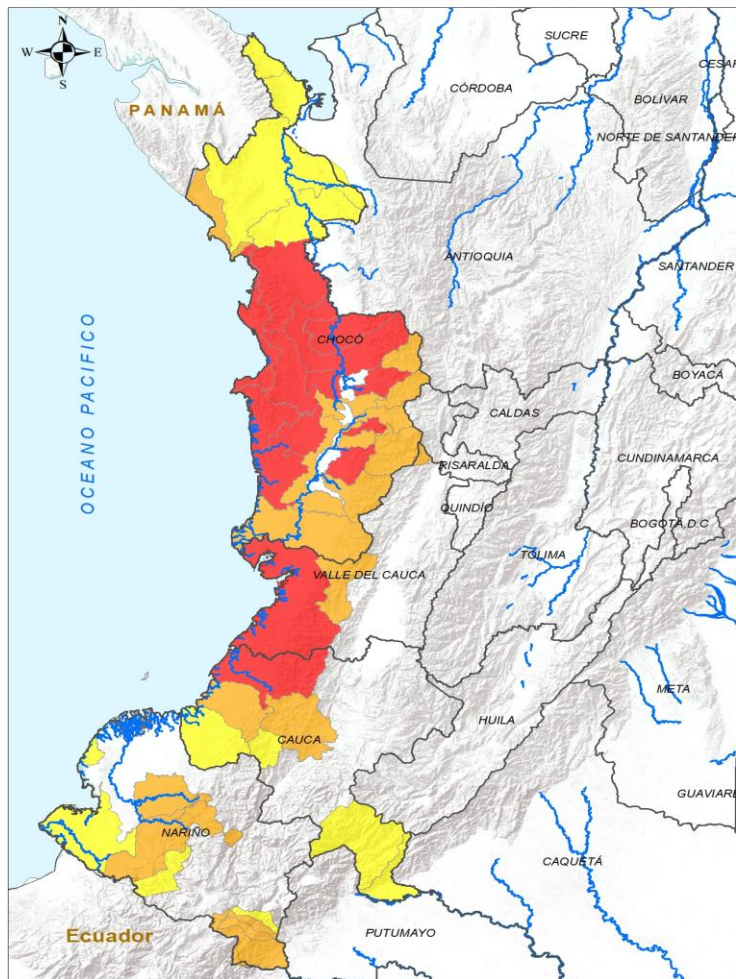 N
W E
S
PANAMÁ
SUCRE
CÓRDOBA
CESAR
BOLÍVAR
NORTE DE SANTANDER
ANTIOQUIA
SANTANDER
OCEANO PACIFICO
CHOCÓ
BOYACÁ
CALDAS
RISARALDA
CUNDINAMARCA
QUINDÍO
BOGOTÁ, D.C
TOLIMA
VALLE DEL CAUCA
META
HUILA
CAUCA
GUAVIARE
NARIÑO
CAQUETÁ
Ecuador
PUTUMAYO